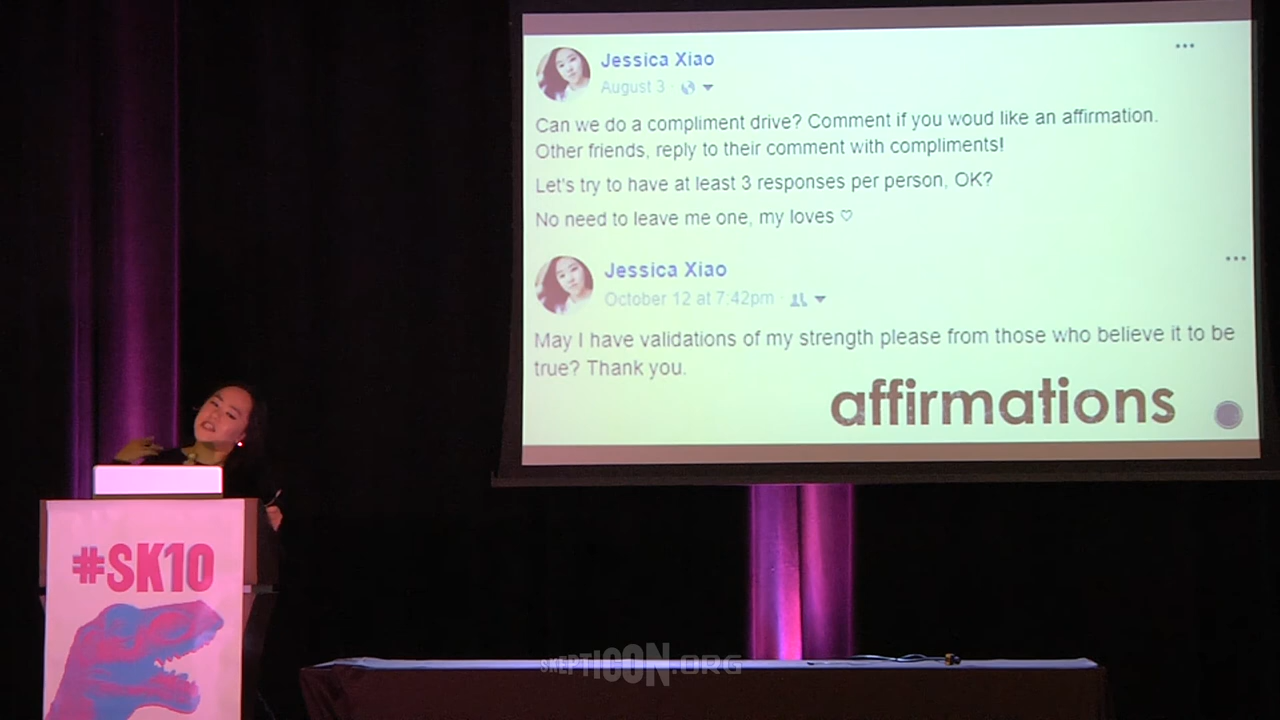 Jessica Xiao
August 3
Can we do a compliment drive? Comment if you woud like an affirmation.
Other friends, reply to their comment with compliments!
Let's try to have at least 3 responses per person, OK?
No need to leave me one, my loves ♡
Jessica Xiao
October 12 at 7:42pm
May I have validations of my strength please from those who believe it to be
true? Thank you.
affirmations
#SK10
SKEPTICON.ORG